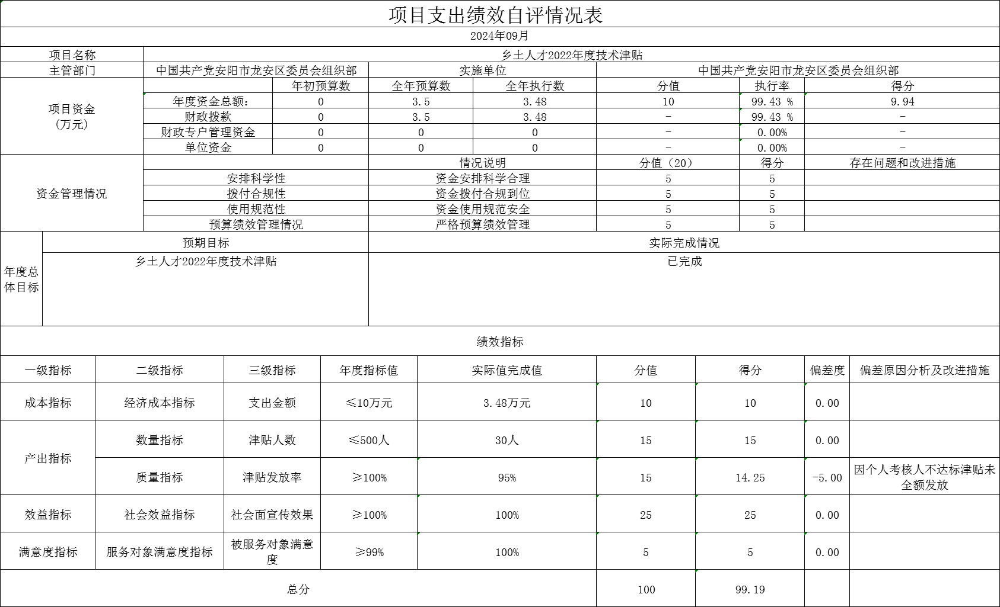 项目支出绩效自评情况表
2024年09月
项目名称 乡土人才2022年度技术津贴
主管部门 中国共产党安阳市龙安区委员会组织部 实施单位 中国共产党安阳市龙安区委员会组织部
项目资金
(万元)
年初预算数 全年预算数 全年执行数 分值 执行率 得分
年度资金总额: 0 3.5 3.48 10 99.43 % 9.94
财政拨款 0 3.5 3.48 - 99.43 % -
财政专户管理资金 0 0 0 - 0.00% -
单位资金 0 0 0 - 0.00% -
资金管理情况
情况说明 分值（20） 得分 存在问题和改进措施
安排科学性 资金安排科学合理 5 5
拨付合规性 资金拨付合规到位 5 5
使用规范性 资金使用规范安全 5 5
预算绩效管理情况 严格预算绩效管理 5 5
年度总
体目标
预期目标 实际完成情况
乡土人才2022年度技术津贴 已完成
绩效指标
一级指标 二级指标 三级指标 年度指标值 实际值完成值 分值 得分 偏差度 偏差原因分析及改进措施
成本指标 经济成本指标 支出金额 ≤10万元 3.48万元 10 10 0.00
产出指标
数量指标 津贴人数 ≤500人 30人 15 15 0.00
质量指标 津贴发放率 ≥100% 95% 15 14.25 -5.00 因个人考核人不达标津贴未
全额发放
效益指标 社会效益指标 社会面宣传效果 ≥100% 100% 25 25 0.00
满意度指标 服务对象满意度指标 被服务对象满意
度 ≥99% 100% 5 5 0.00
总分 100 99.19